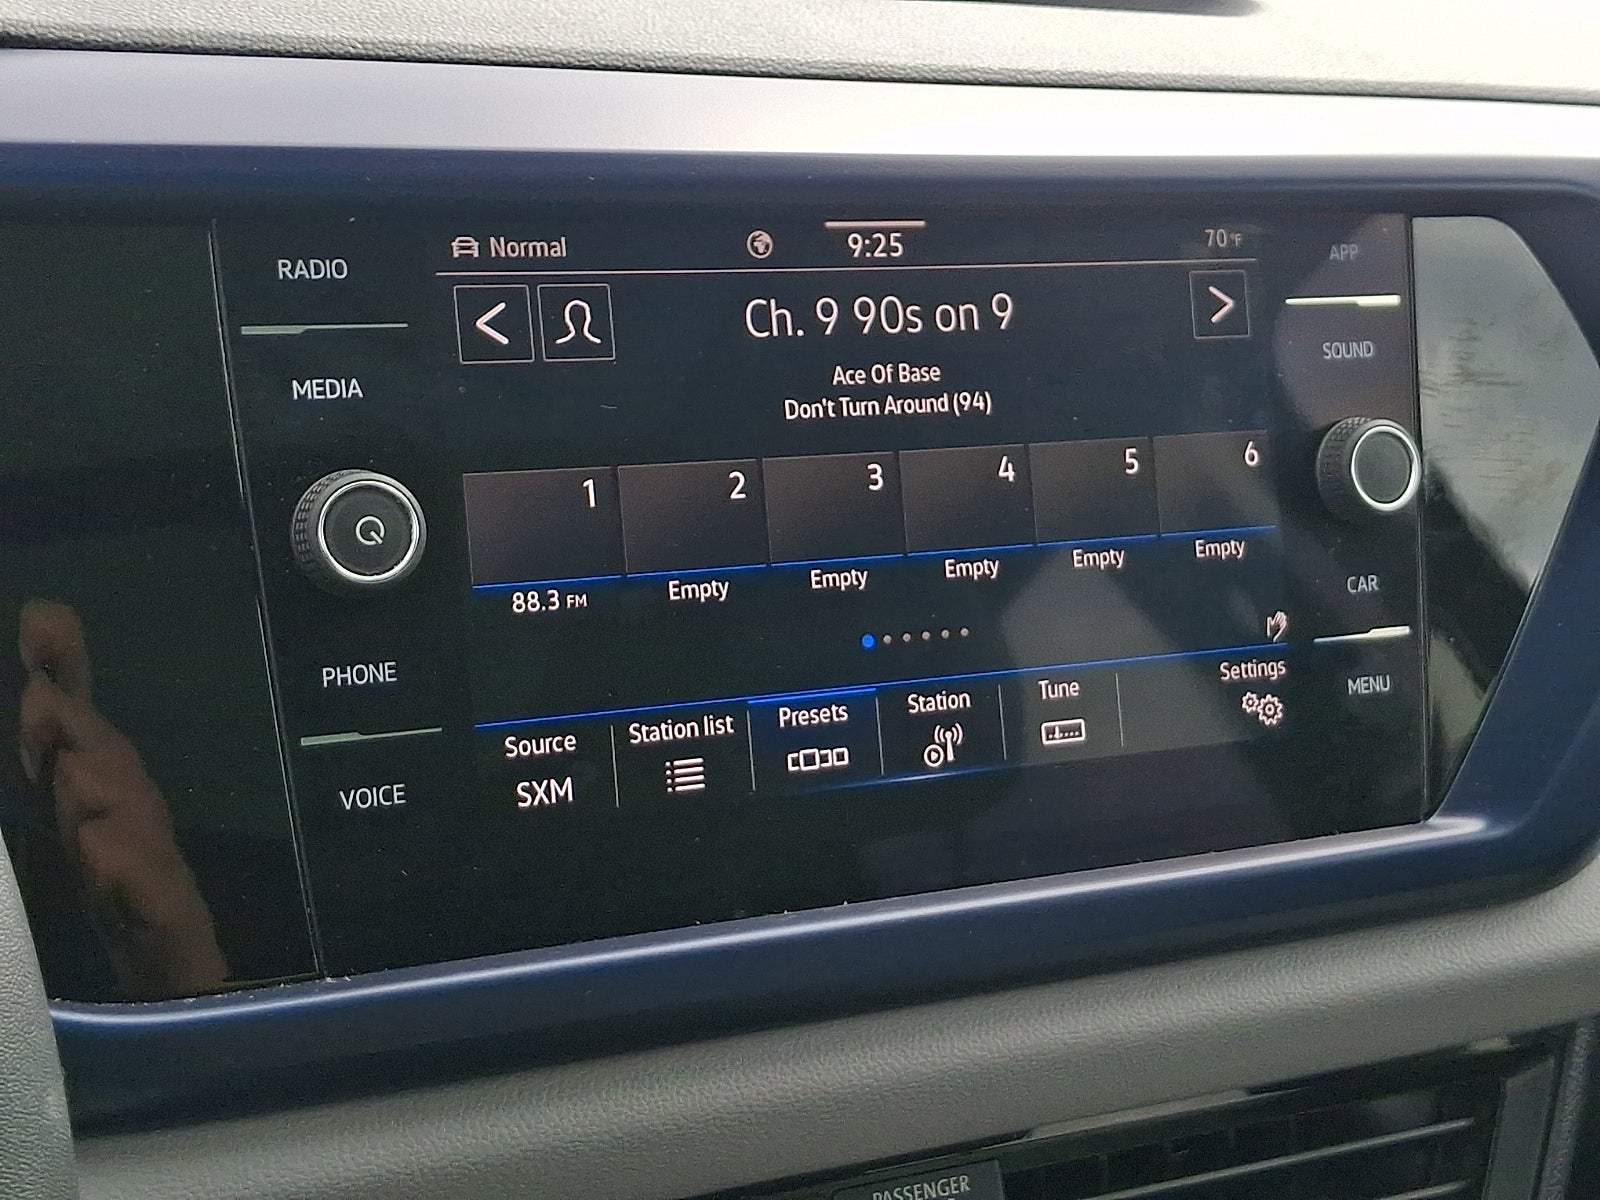 RADIO
MEDIA
PHONE
VOICE
Normal
9:25
70°F
Ch. 9 90s on 9
Ace Of Base
Don't Turn Around (94)
1
2
3
4
5
6
88.3 FM
Empty
Empty
Empty
Empty
Empty
Source
SXM
Station list
Presets
Station
Tune
Settings
APP
SOUND
CAR
MENU
PASSENGER